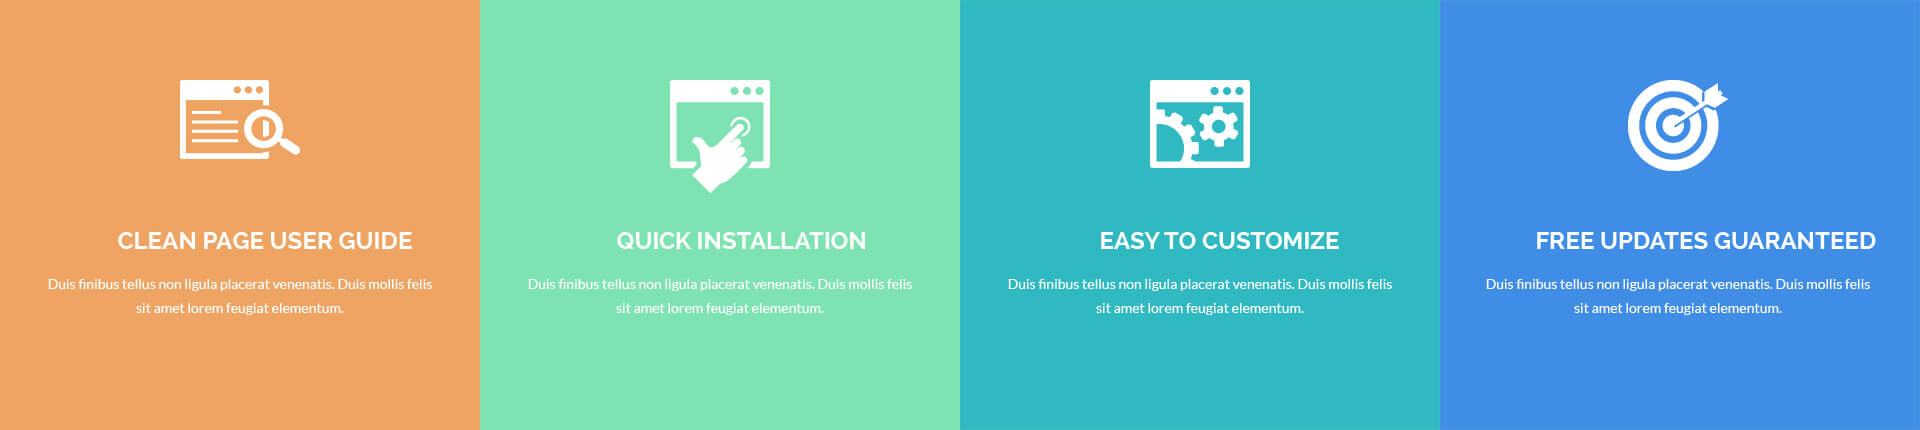 CLEAN PAGE USER GUIDE
Duis finibus tellus non ligula placerat venenatis. Duis mollis felis
sit amet lorem feugiat elementum.
QUICK INSTALLATION
Duis finibus tellus non ligula placerat venenatis. Duis mollis felis
sit amet lorem feugiat elementum.
EASY TO CUSTOMIZE
Duis finibus tellus non ligula placerat venenatis. Duis mollis felis
sit amet lorem feugiat elementum.
FREE UPDATES GUARANTEED
Duis finibus tellus non ligula placerat venenatis. Duis mollis felis
sit amet lorem feugiat elementum.